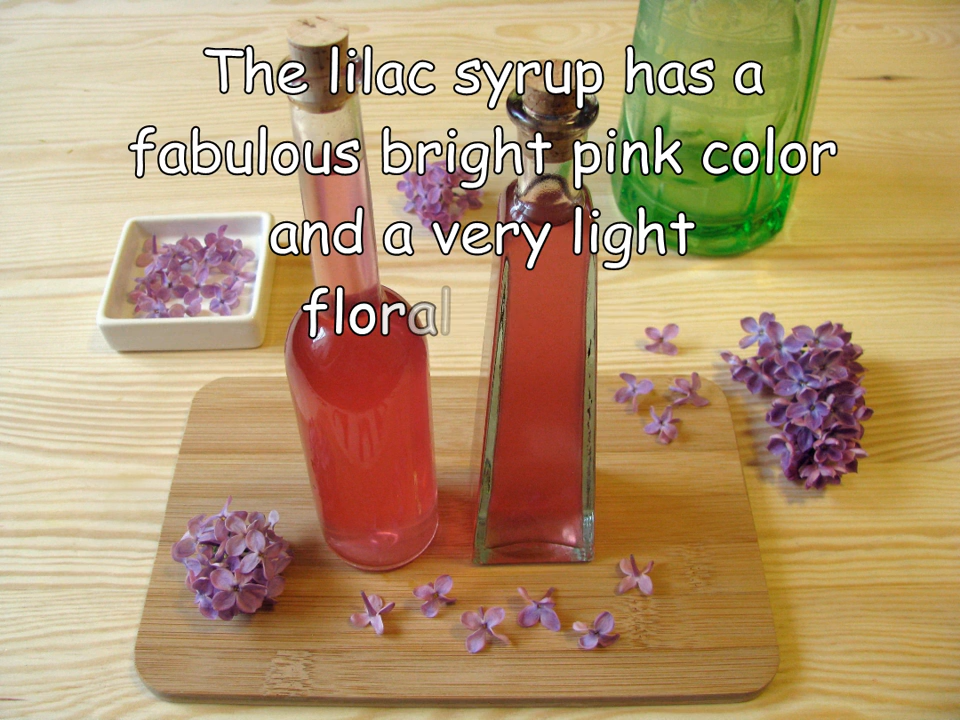 The lilac syrup has a
fabulous bright pink color
and a very light
floral